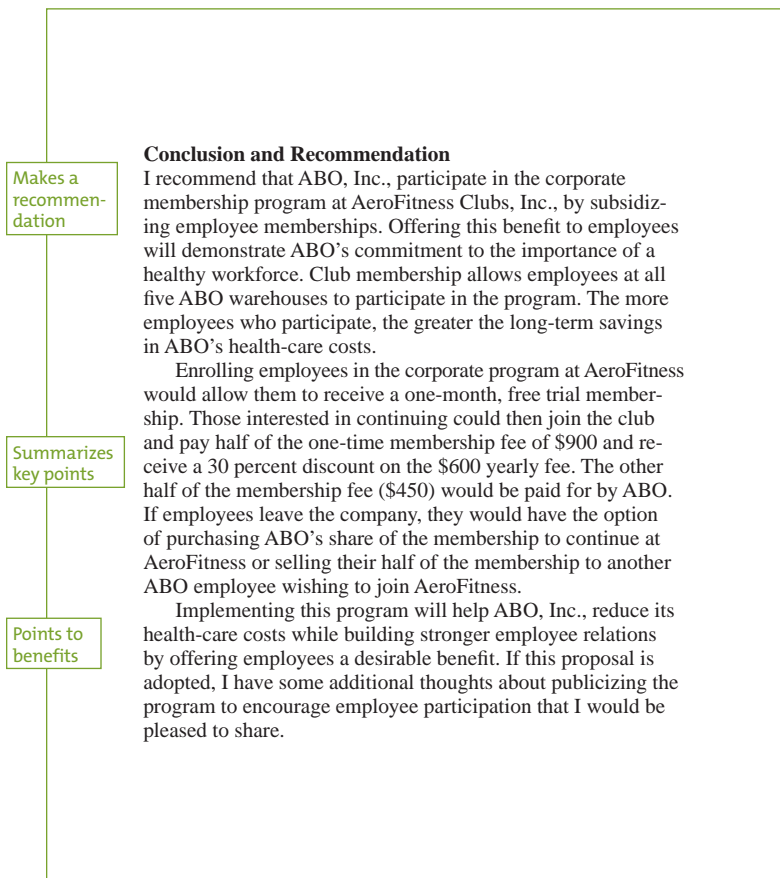 Conclusion and Recommendation
Makes a
recommen-
dation
I recommend that ABO, Inc., participate in the corporate
membership program at AeroFitness Clubs, Inc., by subsidiz-
ing employee memberships. Offering this benefit to employees
will demonstrate ABO’s commitment to the importance of a
healthy workforce. Club membership allows employees at all
five ABO warehouses to participate in the program. The more
employees who participate, the greater the long-term savings
in ABO’s health-care costs.
Enrolling employees in the corporate program at AeroFitness
would allow them to receive a one-month, free trial member-
ship. Those interested in continuing could then join the club
Summarizes
key points
and pay half of the one-time membership fee of $900 and re-
ceive a 30 percent discount on the $600 yearly fee. The other
half of the membership fee ($450) would be paid for by ABO.
If employees leave the company, they would have the option
of purchasing ABO’s share of the membership to continue at
AeroFitness or selling their half of the membership to another
ABO employee wishing to join AeroFitness.
Points to
benefits
Implementing this program will help ABO, Inc., reduce its
health-care costs while building stronger employee relations
by offering employees a desirable benefit. If this proposal is
adopted, I have some additional thoughts about publicizing the
program to encourage employee participation that I would be
pleased to share.